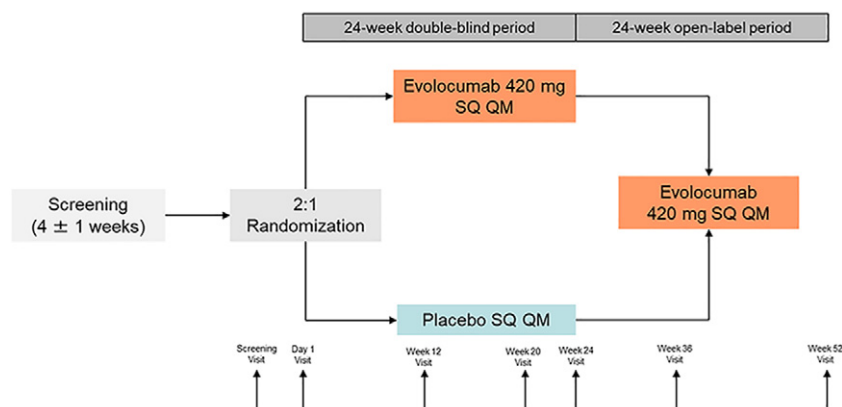 24-week double-blind period
24-week open-label period
Evolocumab 420 mg
SQ QM
Screening
(4 ± 1 weeks)
2:1
Randomization
Evolocumab
420 mg SQ QM
Placebo SQ QM
Screening
Visit
Day 1
Visit
Week 12
Visit
Week 20
Visit
Week 24
Visit
Week 36
Visit
Week 52
Visit